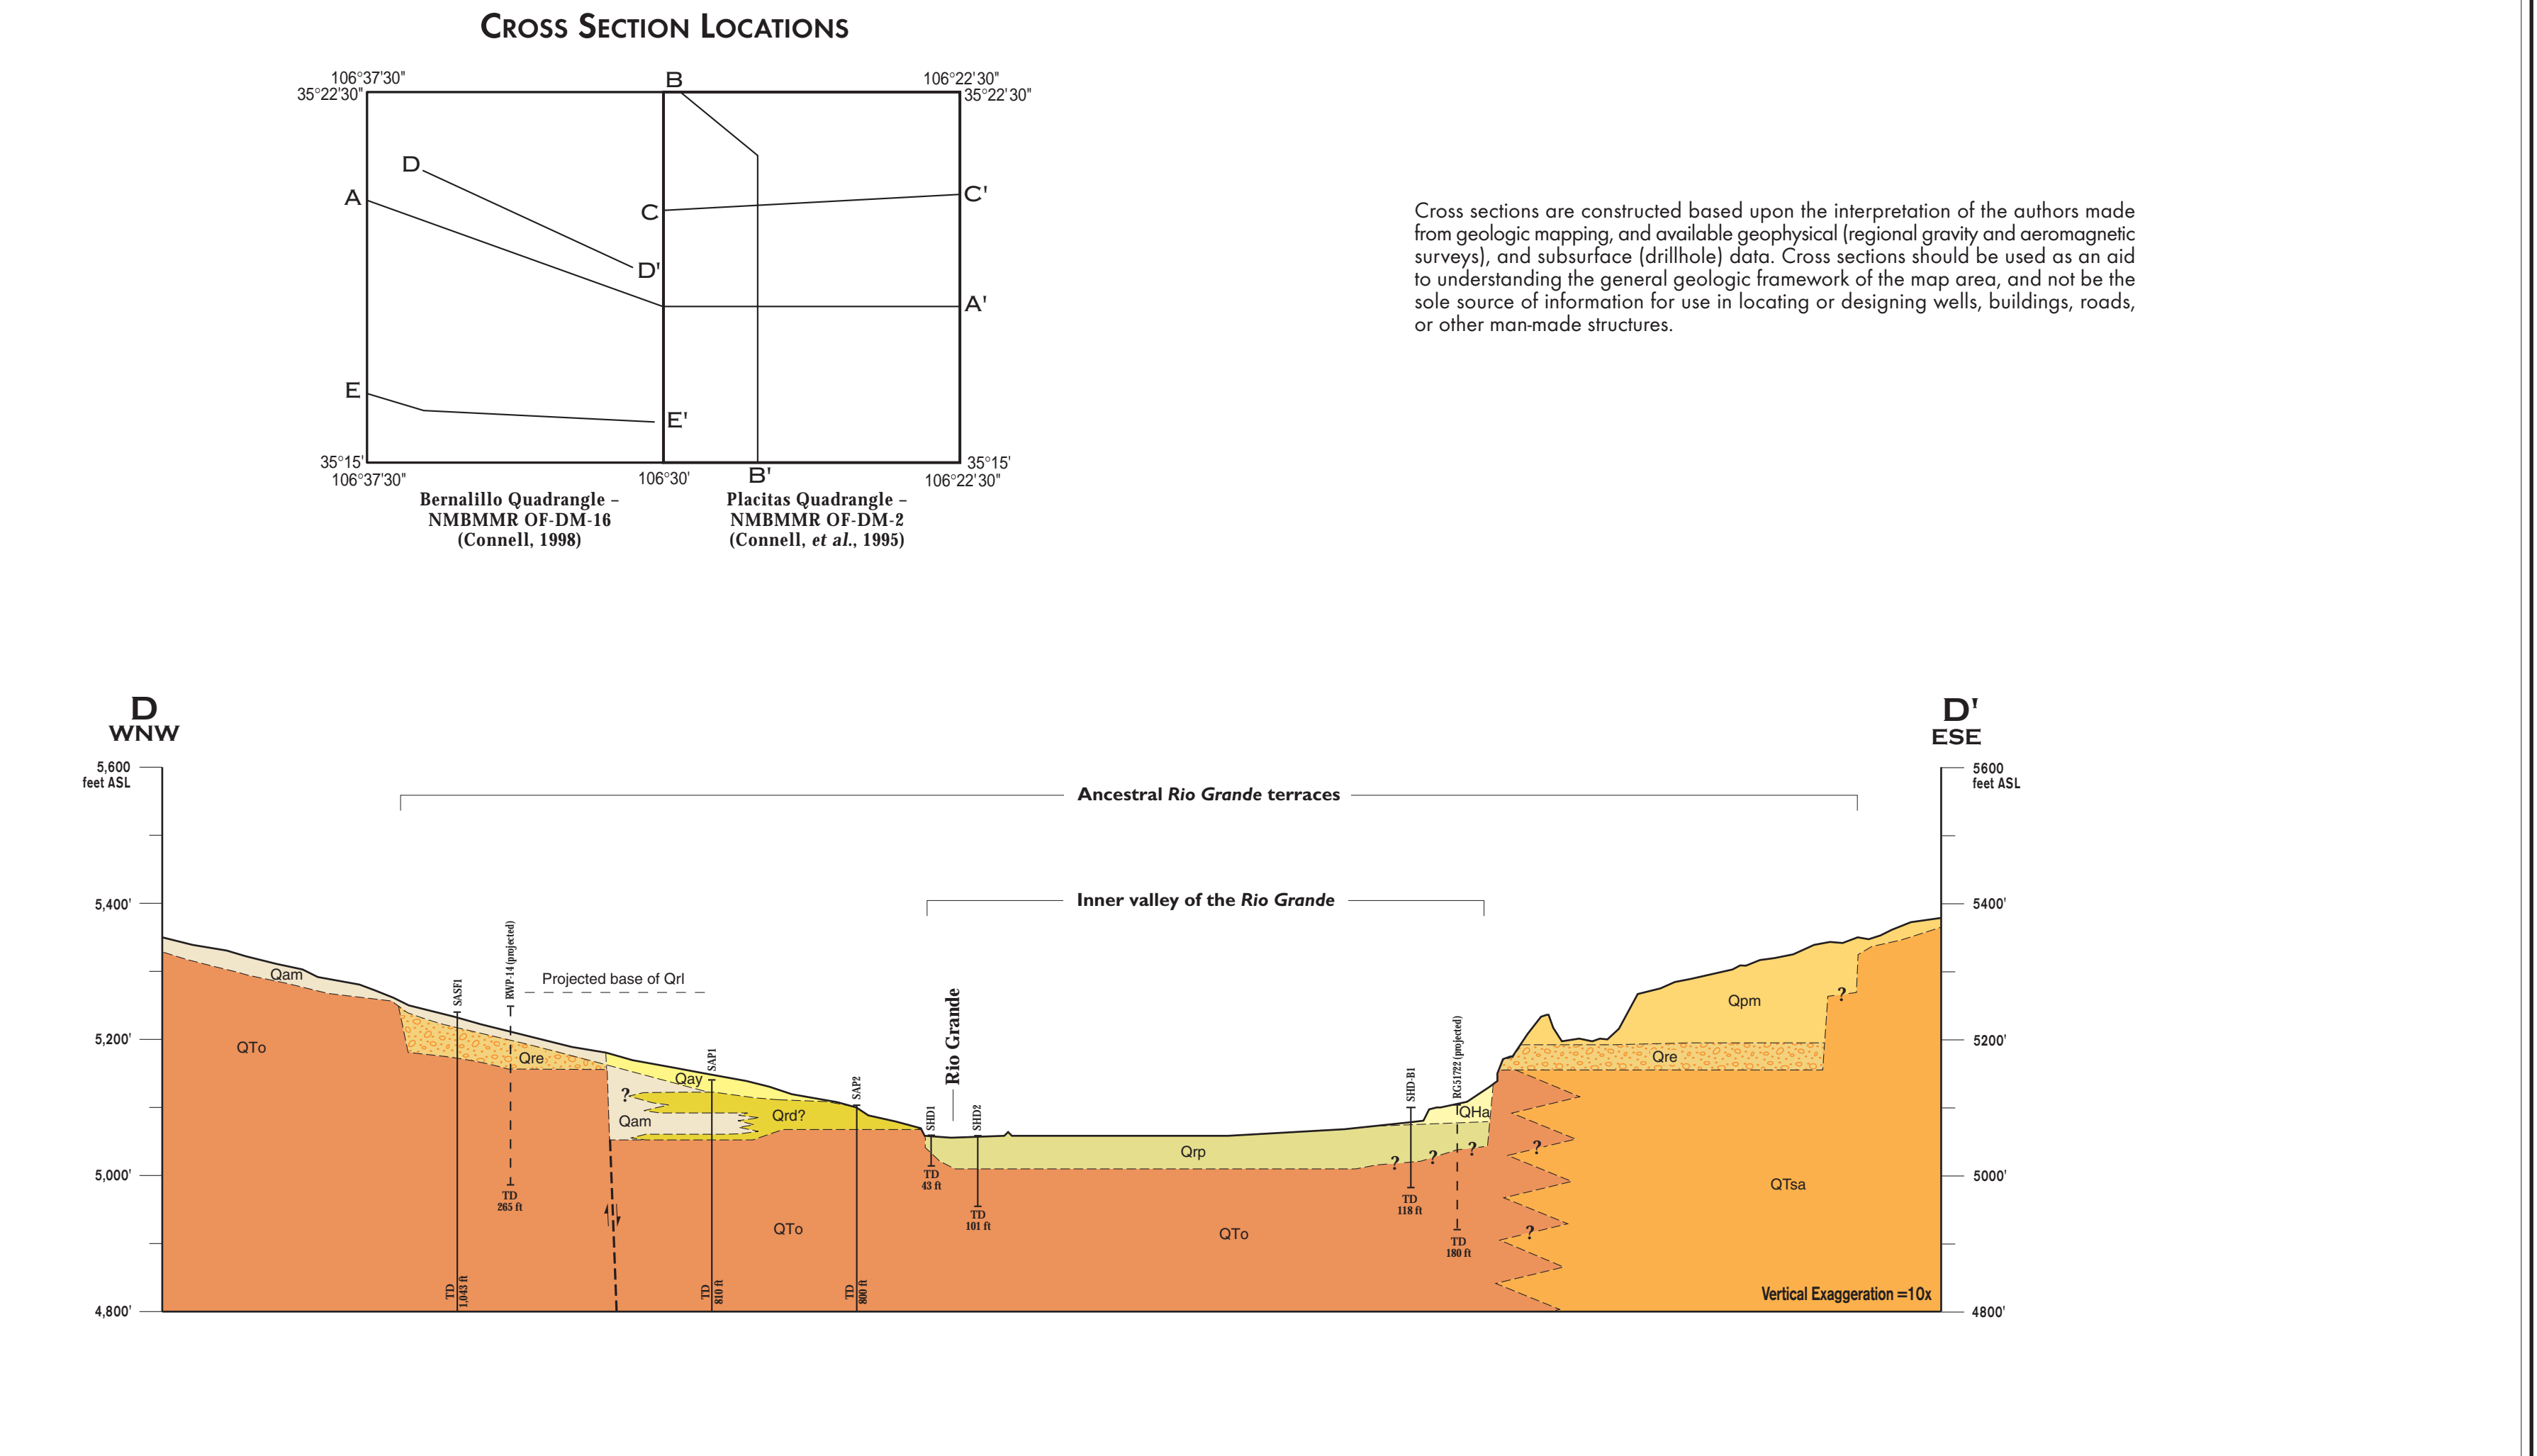 CROSS SECTION LOCATIONS
106°37'30"
B
106°22'30"
35°22'30"
35°22'30"
D
A
C
C'
D'
A'
E
E'
35°15'
35°15'
106°37'30"
106°30'
B'
106°22'30"
Bernalillo Quadrangle –
NMBMMR OF-DM-16
(Connell, 1998)
Placitas Quadrangle –
NMBMMR OF-DM-2
(Connell, et al., 1995)
Cross sections are constructed based upon the interpretation of the authors made
from geologic mapping, and available geophysical (regional gravity and aeromagnetic
surveys), and subsurface (drillhole) data. Cross sections should be used as an aid
to understanding the general geologic framework of the map area, and not be the
sole source of information for use in locating or designing wells, buildings, roads,
or other man-made structures.
D
WNW
D'
ESE
5,600
feet ASL
5600
feet ASL
Ancestral Rio Grande terraces
Inner valley of the Rio Grande
5,400'
5400'
5,200'
5200'
5,000'
5000'
4,800'
4800'
Qam
SASF1
RWP-14 (projected)
Projected base of Qrl
QTo
Qre
SAP1
Qay
SAP2
?
Qam
Qrd?
SHD1
Rio Grande
SHD2
Qrp
SHD-B1
RG51722 (projected)
QHa
?
?
?
Qpm
?
Qre
?
?
QTsa
TD
265 ft
TD
43 ft
TD
101 ft
TD
118 ft
TD
180 ft
QTo
QTo
TD
1,043 ft
TD
810 ft
TD
800 ft
Vertical Exaggeration =10x